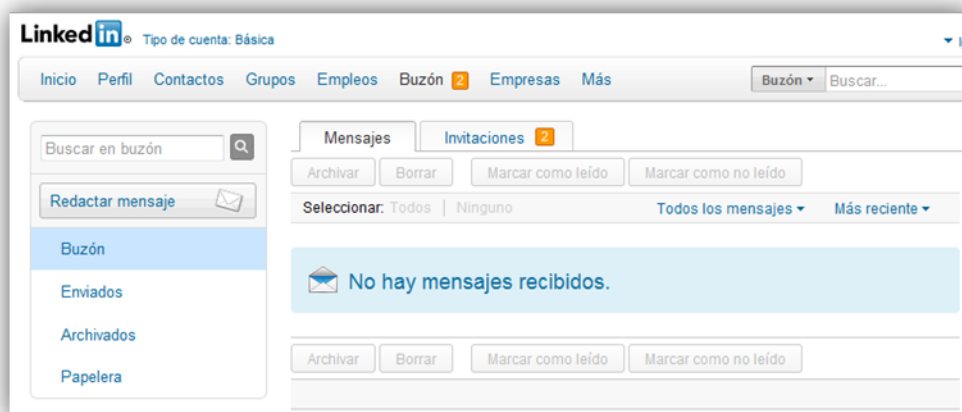 Linked in ® Tipo de cuenta: Básica
Inicio Perfil Contactos Grupos Empleos Buzón 2 Empresas Más Buzón Buscar...
Buscar en buzón
Mensajes Invitaciones 2
Archivar Borrar Marcar como leído Marcar como no leído
Redactar mensaje
Seleccionar: Todos | Ninguno Todos los mensajes Más reciente
Buzón
Enviados
Archivados
Papelera
No hay mensajes recibidos.
Archivar Borrar Marcar como leído Marcar como no leído